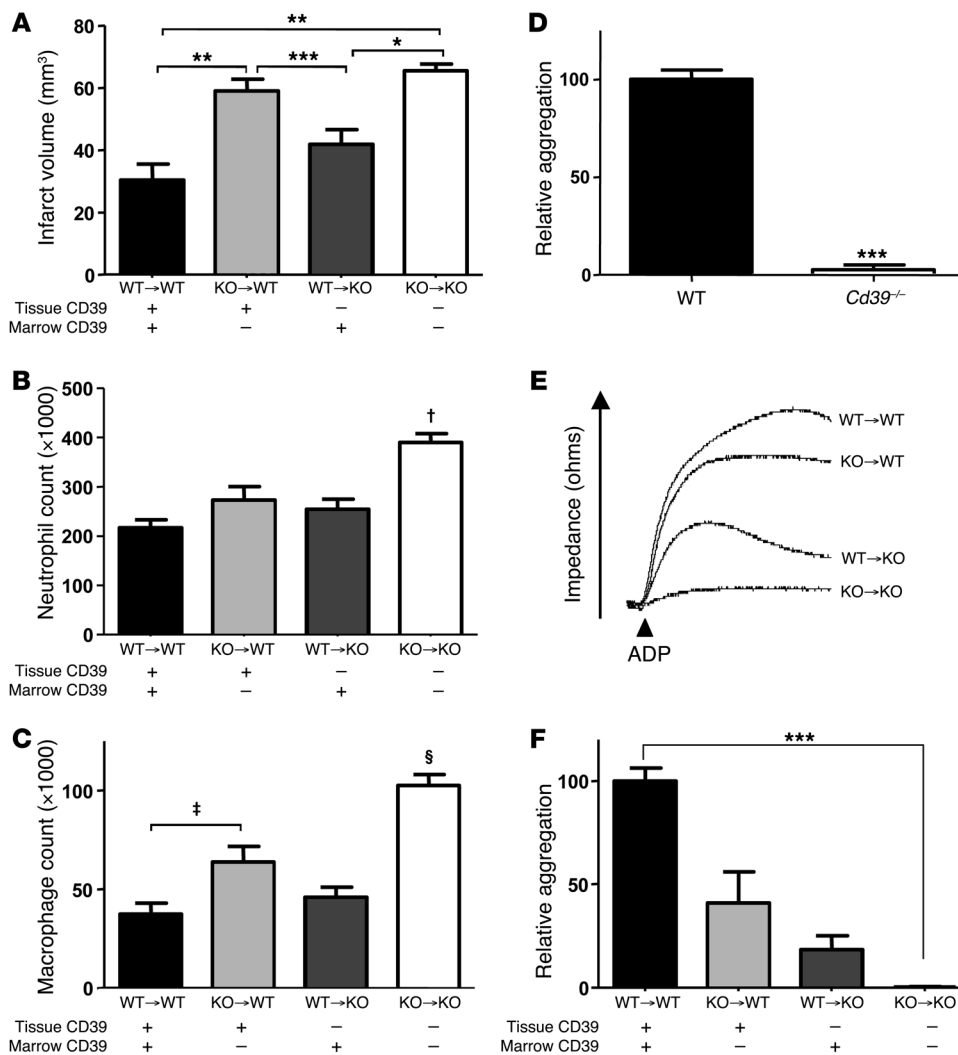 A
Infarct volume (mm³)
80
60
40
20
0
**
**
***
*
WT→WT KO→WT WT→KO KO→KO
Tissue CD39 + + – –
Marrow CD39 + – + –
B
Neutrophil count (×1000)
500
400
300
200
100
0
†
WT→WT KO→WT WT→KO KO→KO
Tissue CD39 + + – –
Marrow CD39 + – + –
C
Macrophage count (×1000)
100
50
0
‡
§
WT→WT KO→WT WT→KO KO→KO
Tissue CD39 + + – –
Marrow CD39 + – + –
D
Relative aggregation
100
50
0
***
WT Cd39⁻/⁻
E
Impedance (ohms)
WT→WT
KO→WT
WT→KO
KO→KO
ADP
F
Relative aggregation
100
50
0
***
WT→WT KO→WT WT→KO KO→KO
Tissue CD39 + + – –
Marrow CD39 + – + –